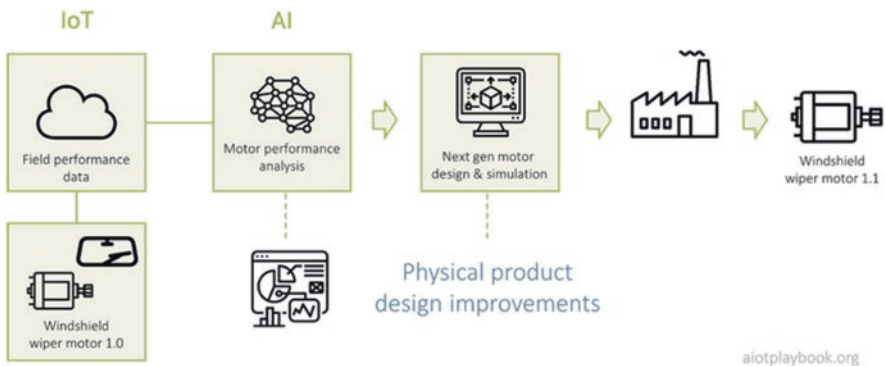 IoT
AI
Field performance
data
Motor performance
analysis
Next gen motor
design & simulation
Windshield
wiper motor 1.1
Windshield
wiper motor 1.0
Physical product
design improvements
aiotplaybook.org